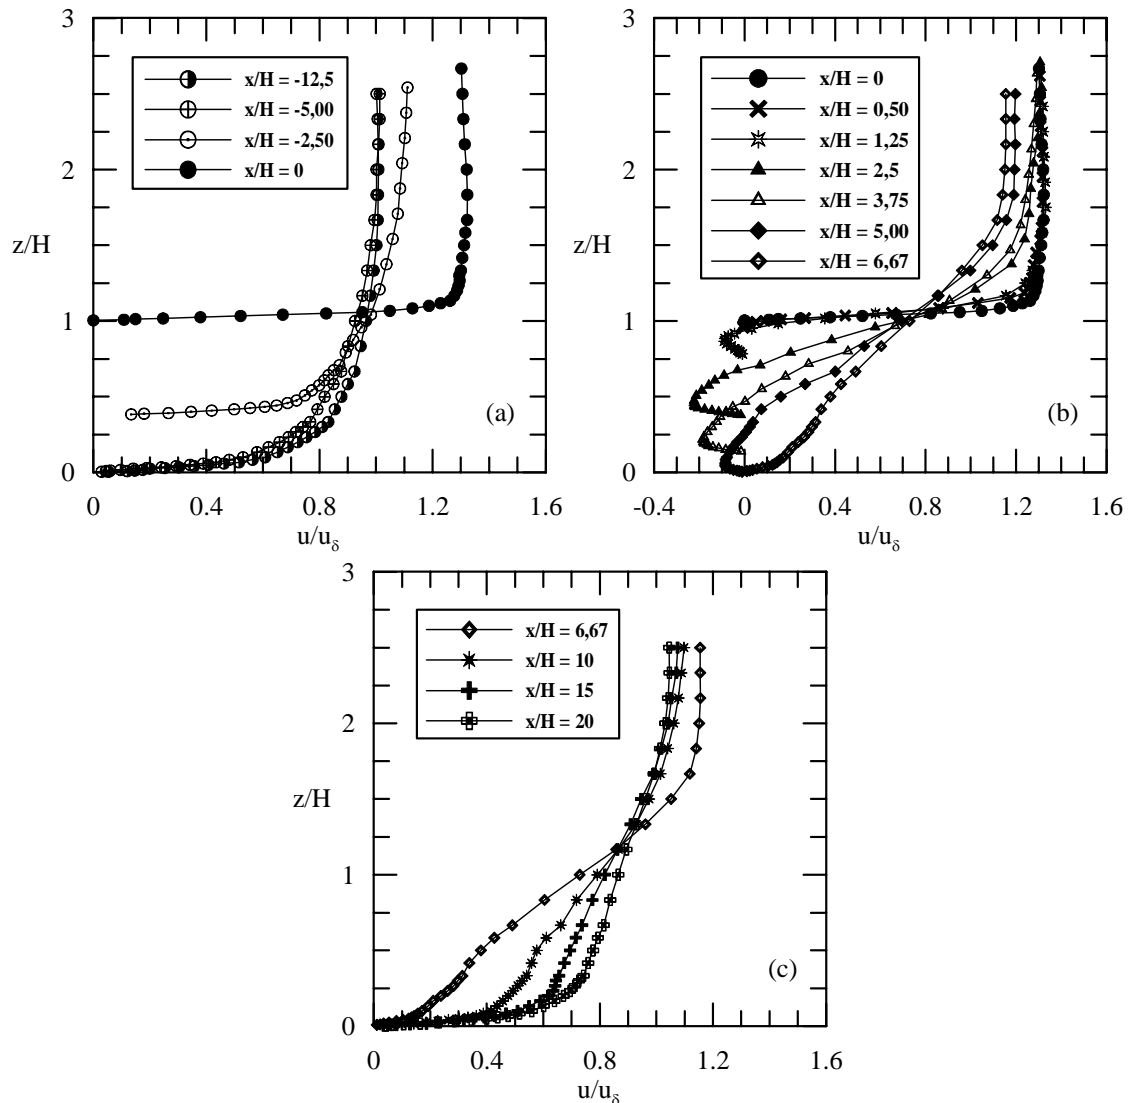 3
x/H = -12,5
x/H = -5,00
x/H = -2,50
x/H = 0
2
z/H
1
(a)
0
0
0.4
0.8
1.2
1.6
u/uδ
3
x/H = 0
x/H = 0,50
x/H = 1,25
x/H = 2,5
x/H = 3,75
x/H = 5,00
x/H = 6,67
2
z/H
1
(b)
0
-0.4
0
0.4
0.8
1.2
1.6
u/uδ
3
x/H = 6,67
x/H = 10
x/H = 15
x/H = 20
2
z/H
1
(c)
0
0
0.4
0.8
1.2
1.6
u/uδ